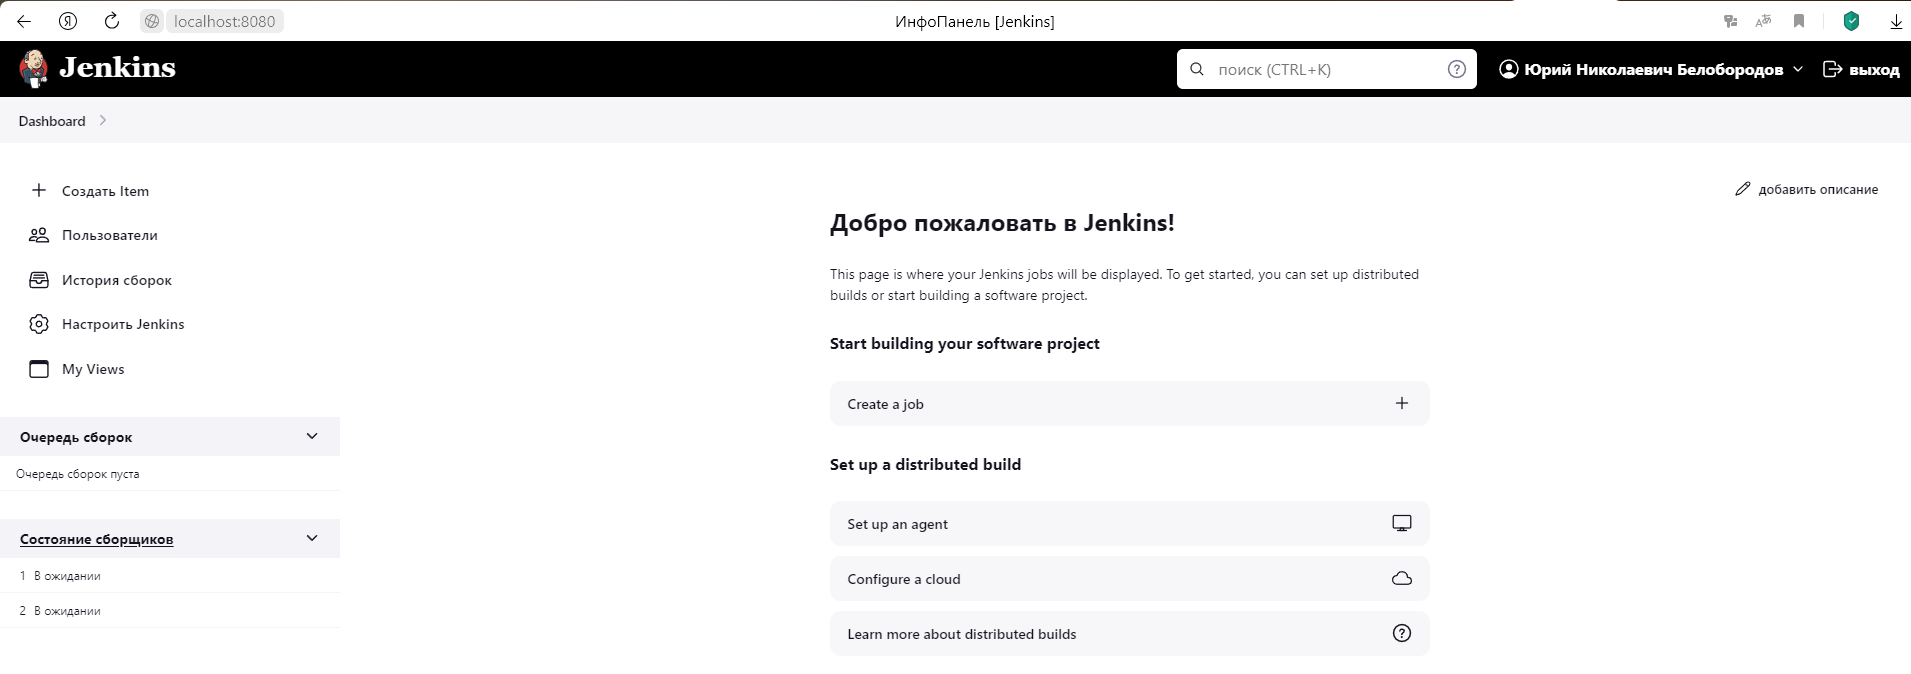 localhost:8080
ИнфоПанель [Jenkins]
Jenkins
поиск (CTRL+K)
Юрий Николаевич Белобородов
выход
Dashboard
Создать Item
Пользователи
История сборок
Настроить Jenkins
My Views
Очередь сборок
Очередь сборок пуста
Состояние сборщиков
1 В ожидании
2 В ожидании
добавить описание
Добро пожаловать в Jenkins!
This page is where your Jenkins jobs will be displayed. To get started, you can set up distributed
builds or start building a software project.
Start building your software project
Create a job
Set up a distributed build
Set up an agent
Configure a cloud
Learn more about distributed builds